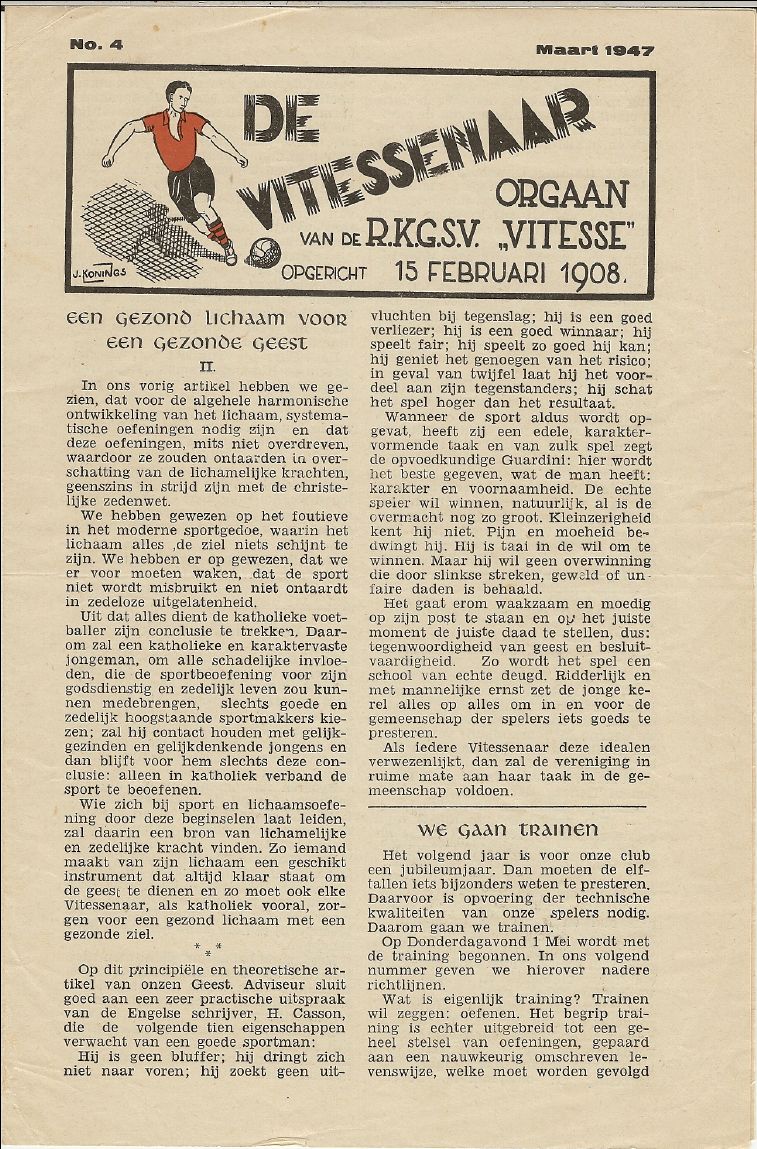 No. 4
Maart 1947
DE
VITESSENAAR
ORGAAN
VAN DE R.K.G.S.V. „VITESSE"
OPGERICHT 15 FEBRUARI 1908.
J. KONINGS
een gezond lichaam voor
een gezonde geest
II.
In ons vorig artikel hebben we ge-
zien, dat voor de algehele harmonische
ontwikkeling van het lichaam, systema-
tische oefeningen nodig zijn en dat
deze oefeningen, mits niet overdreven,
waardoor ze zouden ontaarden in over-
schatting van de lichamelijke krachten,
geenszins in strijd zijn met de christe-
lijke zedenwet.
We hebben gewezen op het foutieve
in het moderne sportgedoe, waarin het
lichaam alles ,de ziel niets schijnt te
zijn. We hebben er op gewezen, dat we
er voor moeten waken, dat de sport
niet wordt misbruikt en niet ontaardt
in zedeloze uitgelatenheid.
Uit dat alles dient de katholieke voet-
baller zijn conclusie te trekken. Daar-
om zal een katholieke en karaktervaste
jongeman, om alle schadelijke invloe-
den, die de sportbeoefening voor zijn
godsdienstig en zedelijk leven zou kun-
nen medebrengen, slechts goede en
zedelijk hoogstaande sportmakkers kie-
zen; zal hij contact houden met gelijk-
gezinden en gelijkdenkende jongens en
dan blijft voor hem slechts deze con-
clusie: alleen in katholiek verband de
sport te beoefenen.
Wie zich bij sport en lichaamsoefe-
ning door deze beginselen laat leiden,
zal daarin een bron van lichamelijke
en zedelijke kracht vinden. Zo iemand
maakt van zijn lichaam een geschikt
instrument dat altijd klaar staat om
de geest te dienen en zo moet ook elke
Vitessenaar, als katholiek vooral, zor-
gen voor een gezond lichaam met een
gezonde ziel.
* *
*
Op dit principiële en theoretische ar-
tikel van onzen Geest. Adviseur sluit
goed aan een zeer practische uitspraak
van de Engelse schrijver, H. Casson,
die de volgende tien eigenschappen
verwacht van een goede sportman:
Hij is geen bluffer; hij dringt zich
niet naar voren; hij zoekt geen uit-
vluchten bij tegenslag; hij is een goed
verliezer; hij is een goed winnaar; hij
speelt fair; hij speelt zo goed hij kan;
hij geniet het genoegen van het risico;
in geval van twijfel laat hij het voor-
deel aan zijn tegenstanders; hij schat
het spel hoger dan het resultaat.
Wanneer de sport aldus wordt op-
gevat, heeft zij een edele, karakter-
vormende taak en van zulk spel zegt
de opvoedkundige Guardini: hier wordt
het beste gegeven, wat de man heeft:
karakter en voornaamheid. De echte
speler wil winnen, natuurlijk, al is de
overmacht nog zo groot. Kleinzerigheid
kent hij niet. Pijn en moeheid be-
dwingt hij. Hij is taai in de wil om te
winnen. Maar hij wil geen overwinning
die door slinkse streken, geweld of un-
faire daden is behaald.
Het gaat erom waakzaam en moedig
op zijn post te staan en op het juiste
moment de juiste daad te stellen, dus:
tegenwoordigheid van geest en besluit-
vaardigheid. Zo wordt het spel een
school van echte deugd. Ridderlijk en
met mannelijke ernst zet de jonge ke-
rel alles op alles om in en voor de
gemeenschap der spelers iets goeds te
presteren.
Als iedere Vitessenaar deze idealen
verwezenlijkt, dan zal de vereniging in
ruime mate aan haar taak in de ge-
meenschap voldoen.
we gaan trainen
Het volgend jaar is voor onze club
een jubileumjaar. Dan moeten de elf-
tallen iets bijzonders weten te presteren.
Daarvoor is opvoering der technische
kwaliteiten van onze spelers nodig.
Daarom gaan we trainen.
Op Donderdagavond 1 Mei wordt met
de training begonnen. In ons volgend
nummer geven we hierover nadere
richtlijnen.
Wat is eigenlijk training? Trainen
wil zeggen: oefenen. Het begrip trai-
ning is echter uitgebreid tot een ge-
heel stelsel van oefeningen, gepaard
aan een nauwkeurig omschreven le-
venswijze, welke moet worden gevolgd